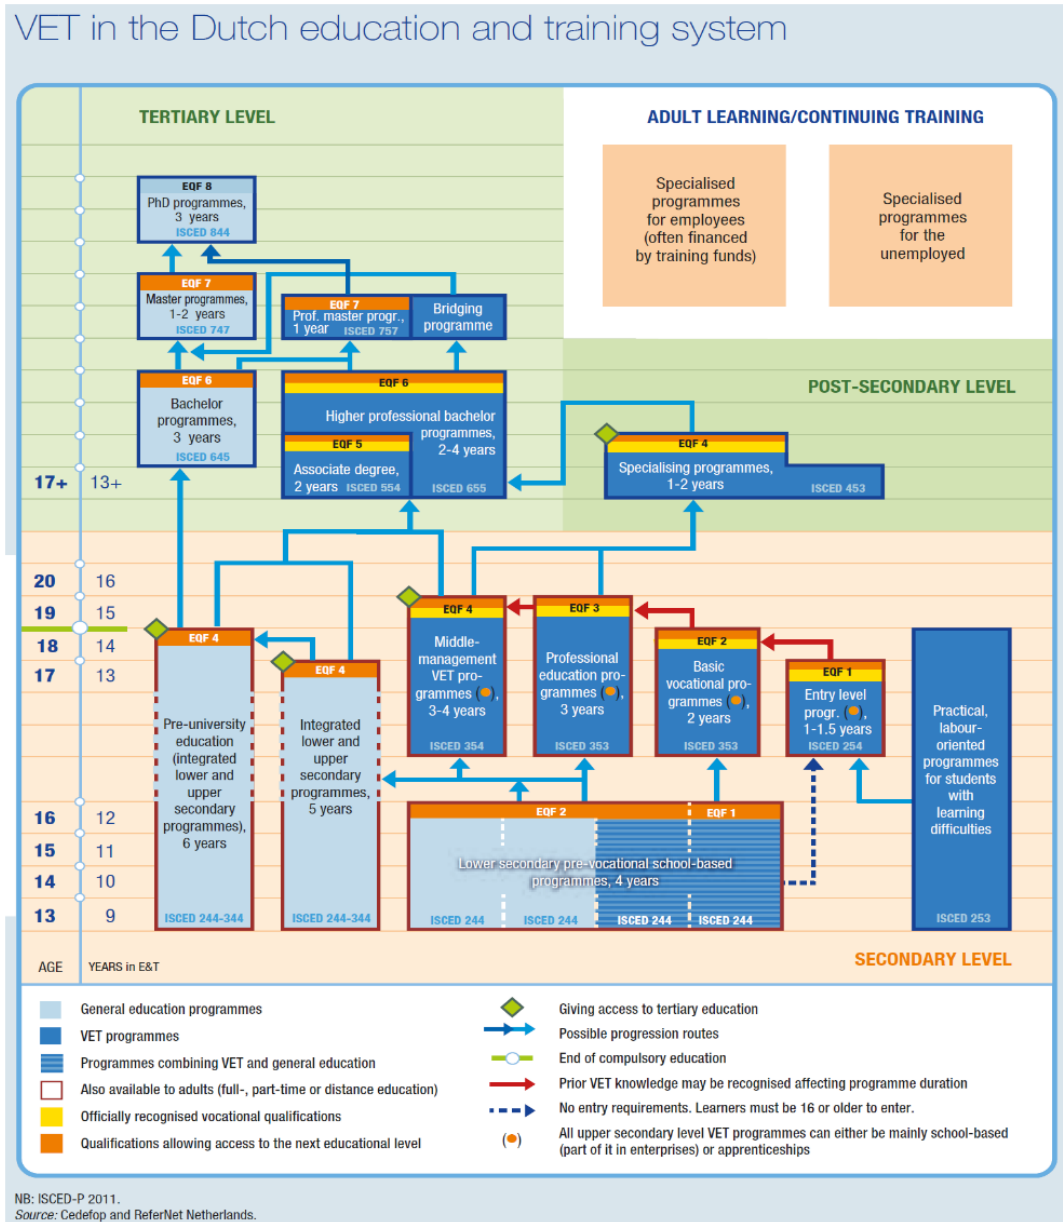 VET in the Dutch education and training system
TERTIARY LEVEL
ADULT LEARNING/CONTINUING TRAINING
Specialised
programmes
for employees
(often financed
by training funds)
Specialised
programmes
for the
unemployed
EQF 8
PhD programmes,
3 years
ISCED 844
EQF 7
Master programmes,
1-2 years
ISCED 747
EQF 7
Prof. master progr.,
1 year ISCED 757
Bridging
programme
POST-SECONDARY LEVEL
EQF 6
Bachelor
programmes,
3 years
ISCED 645
EQF 6
Higher professional bachelor
programmes,
2-4 years
ISCED 655
EQF 5
Associate degree,
2 years ISCED 554
EQF 4
Specialising programmes,
1-2 years
ISCED 453
17+ 13+
20 16
19 15
18 14
17 13
16 12
15 11
14 10
13 9
AGE YEARS in E&T
EQF 4
Pre-university
education
(integrated
lower and
upper
secondary
programmes),
6 years
ISCED 244-344
EQF 4
Integrated
lower and
upper
secondary
programmes,
5 years
ISCED 244-344
EQF 4
Middle-
management
VET pro-
grammes ( ),
3-4 years
ISCED 354
EQF 3
Professional
education pro-
grammes ( ),
3 years
ISCED 353
EQF 2
Basic
vocational pro-
grammes ( ),
2 years
ISCED 353
EQF 1
Entry level
progr. ( ),
1-1.5 years
ISCED 254
Practical,
labour-
oriented
programmes
for students
with
learning
difficulties
ISCED 253
EQF 2 EQF 1
Lower secondary pre-vocational school-based
programmes, 4 years
ISCED 244 ISCED 244 ISCED 244 ISCED 244
SECONDARY LEVEL
General education programmes
VET programmes
Programmes combining VET and general education
Also available to adults (full-, part-time or distance education)
Officially recognised vocational qualifications
Qualifications allowing access to the next educational level
Giving access to tertiary education
Possible progression routes
End of compulsory education
Prior VET knowledge may be recognised affecting programme duration
No entry requirements. Learners must be 16 or older to enter.
( ) All upper secondary level VET programmes can either be mainly school-based
(part of it in enterprises) or apprenticeships
NB: ISCED-P 2011.
Source: Cedefop and ReferNet Netherlands.